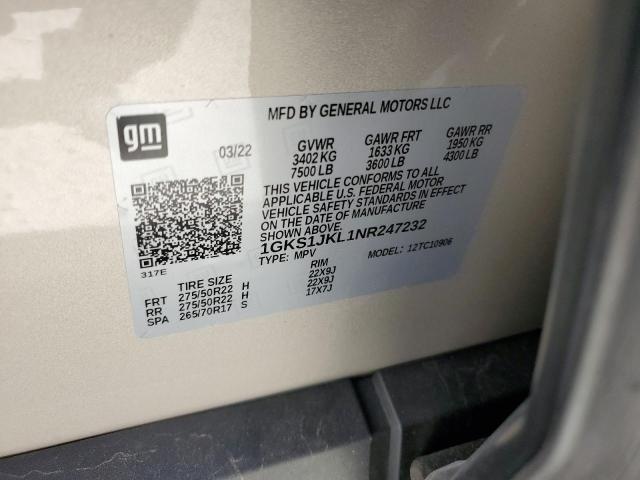 gm
MFD BY GENERAL MOTORS LLC
03/22
GVWR GAWR FRT GAWR RR
3402 KG 1633 KG 1950 KG
7500 LB 3600 LB 4300 LB
THIS VEHICLE CONFORMS TO ALL
APPLICABLE U.S. FEDERAL MOTOR
VEHICLE SAFETY STANDARDS IN EFFECT
ON THE DATE OF MANUFACTURE
SHOWN ABOVE.
1GKS1JKL1NR247232
TYPE: MPV MODEL: 12TC10906
317E
TIRE SIZE RIM
FRT 275/50R22 H 22X9J
RR 275/50R22 H 22X9J
SPA 265/70R17 S 17X7J